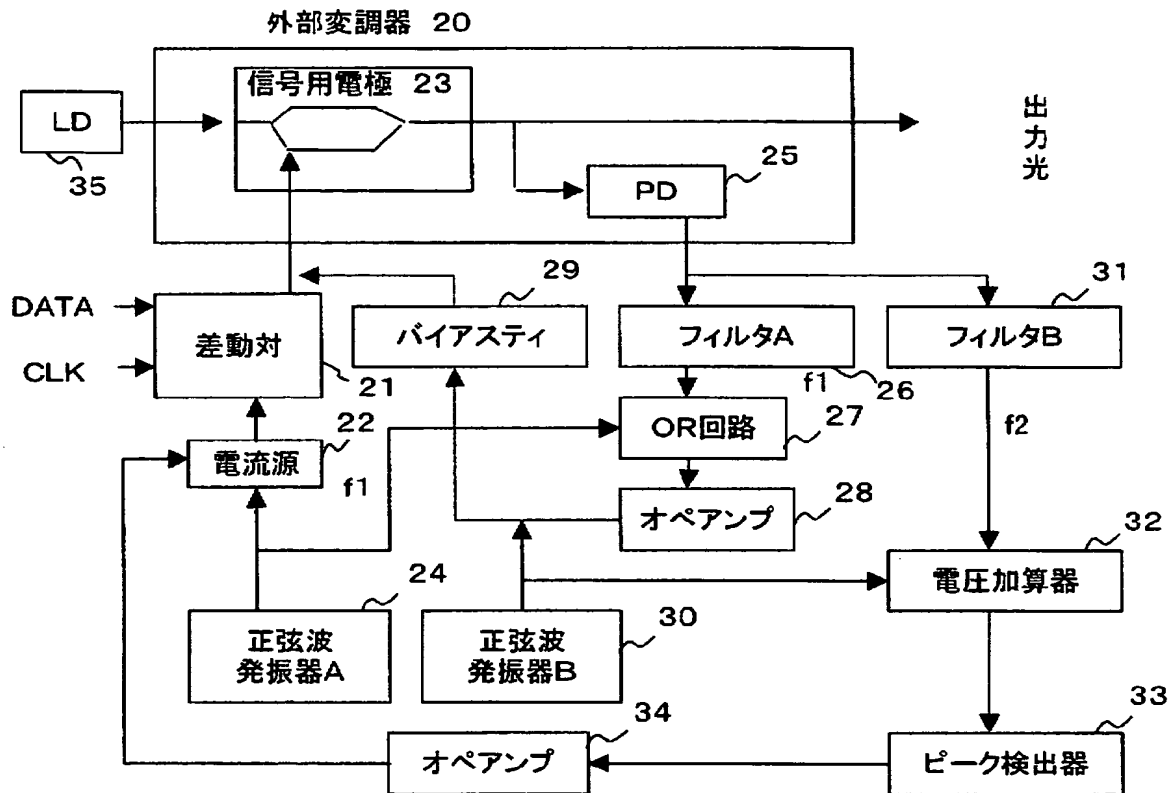 外部変調器 20
信号用電極 23
LD
35
出力光
25
PD
29
31
DATA
CLK
差動対
21
バイアスティ
フィルタA
フィルタB
f1
26
22
電流源
f1
OR回路
27
f2
28
オペアンプ
32
電圧加算器
24
正弦波
発振器A
30
正弦波
発振器B
33
34
オペアンプ
ピーク検出器